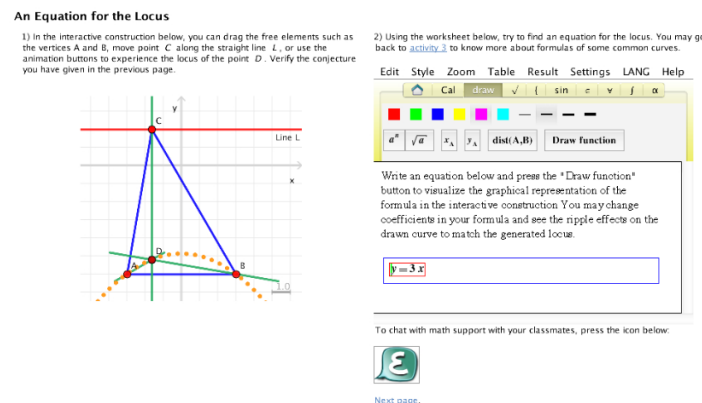 An Equation for the Locus
1) In the interactive construction below, you can drag the free elements such as
the vertices A and B, move point C along the straight line L, or use the
animation buttons to experience the locus of the point D. Verify the conjecture
you have given in the previous page.
y
C
Line L
x
D
A
B
1.0
2) Using the worksheet below, try to find an equation for the locus. You may g
back to activity 3 to know more about formulas of some common curves.
Edit Style Zoom Table Result Settings LANG Help
Cal draw √ { sin ∊ ∀ ∫ α
aⁿ √a x_A y_A dist(A,B) Draw function
Write an equation below and press the "Draw function"
button to visualize the graphical representation of the
formula in the interactive construction You may change
coefficients in your formula and see the ripple effects on the
drawn curve to match the generated locus.
y=3 x
To chat with math support with your classmates, press the icon below:
Next page.